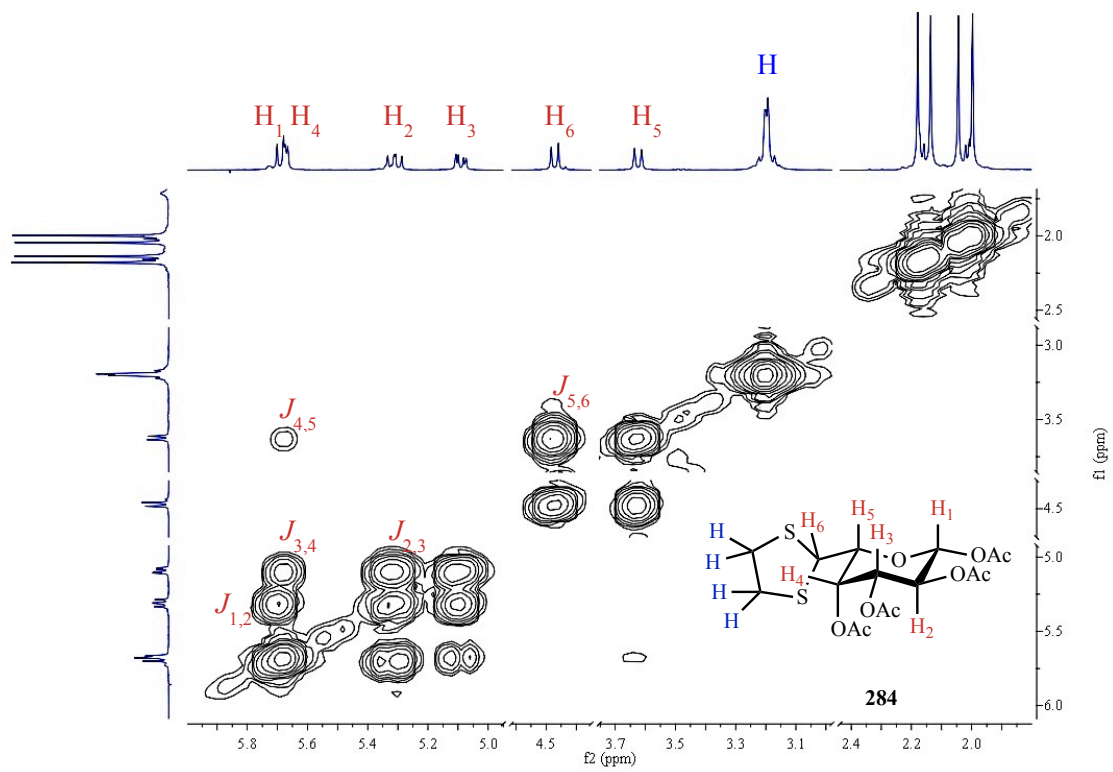 H
H₁ H₄ H₂ H₃ H₆ H₅
2.0
2.5
3.0
J₄,₅ J₅,₆
3.5
f1 (ppm)
4.5
H₆ H₅ H₃ H₁
H S O OAc
J₃,₄ J₂,₃ 5.0
H H₄ OAc
J₁,₂ H S OAc
H OAc H₂
5.5
284
6.0
5.8 5.6 5.4 5.2 5.0 4.5 3.7 3.5 3.3 3.1 2.4 2.2 2.0
f2 (ppm)